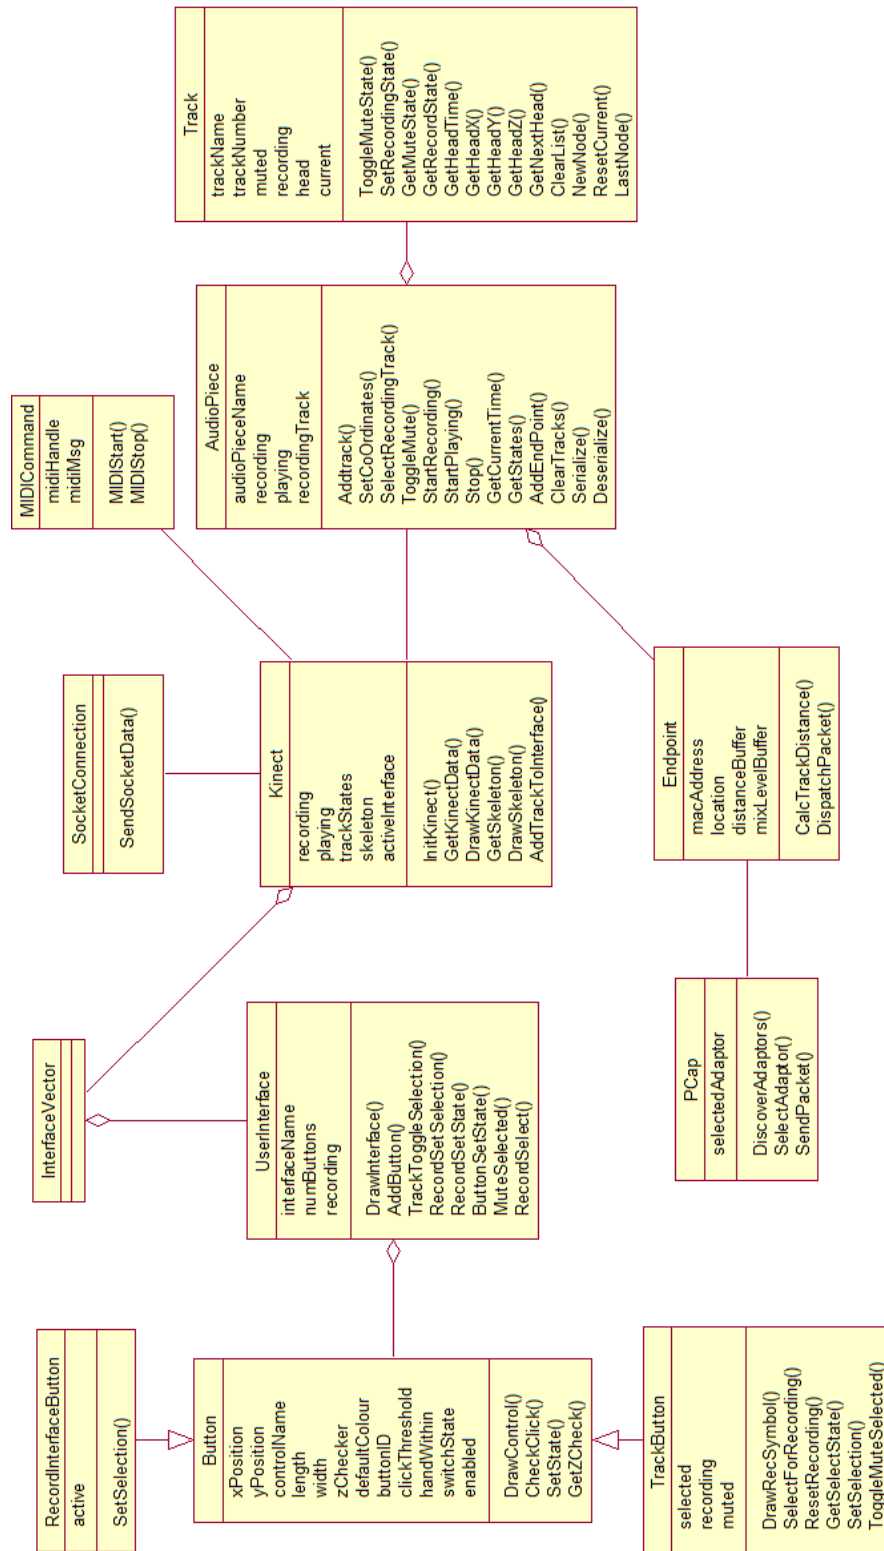 RecordInterfaceButton
active
SetSelection()
Button
xPosition
yPosition
controlName
length
width
zChecker
defaultColour
buttonID
clickThreshold
handWithin
switchState
enabled
DrawControl()
CheckClick()
SetState()
GetZCheck()
TrackButton
selected
recording
muted
DrawRecSymbol()
SelectForRecording()
ResetRecording()
GetSelectState()
SetSelection()
ToggleMuteSelected()
InterfaceVector
UserInterface
interfaceName
numButtons
recording
DrawInterface()
AddButton()
TrackToggleSelection()
RecordSetSelection()
RecordSetState()
ButtonSetState()
MuteSelected()
RecordSelect()
PCap
selectedAdaptor
DiscoverAdaptors()
SelectAdaptor()
SendPacket()
SocketConnection
SendSocketData()
Kinect
recording
playing
trackStates
skeleton
activeInterface
InitKinect()
GetKinectData()
DrawKinectData()
GetSkeleton()
DrawSkeleton()
AddTrackToInterface()
Endpoint
macAddress
location
distanceBuffer
mixLevelBuffer
CalcTrackDistance()
DispatchPacket()
MIDICommand
midiHandle
midiMsg
MIDIStart()
MIDIStop()
AudioPiece
audioPieceName
recording
playing
recordingTrack
Addtrack()
SetCoOrdinates()
SelectRecordingTrack()
ToggleMute()
StartRecording()
StartPlaying()
Stop()
GetCurrentTime()
GetStates()
AddEndPoint()
ClearTracks()
Serialize()
Deserialize()
Track
trackName
trackNumber
muted
recording
head
current
ToggleMuteState()
SetRecordingState()
GetMuteState()
GetRecordState()
GetHeadTime()
GetHeadX()
GetHeadY()
GetHeadZ()
GetNextHead()
ClearList()
NewNode()
ResetCurrent()
LastNode()